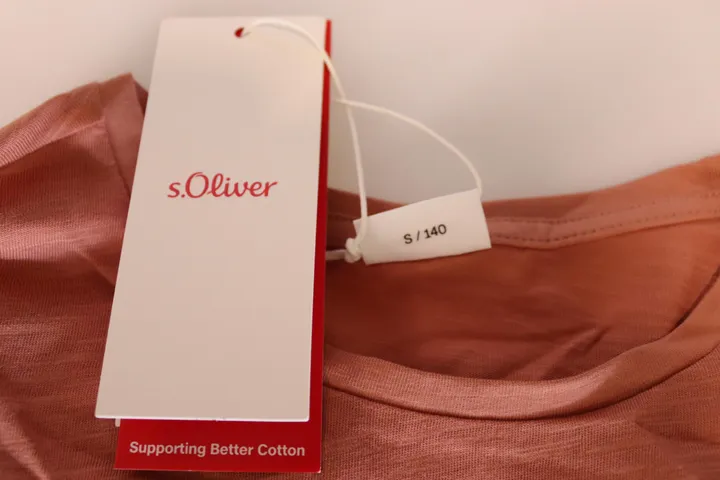 s.Oliver
S / 140
Supporting Better Cotton